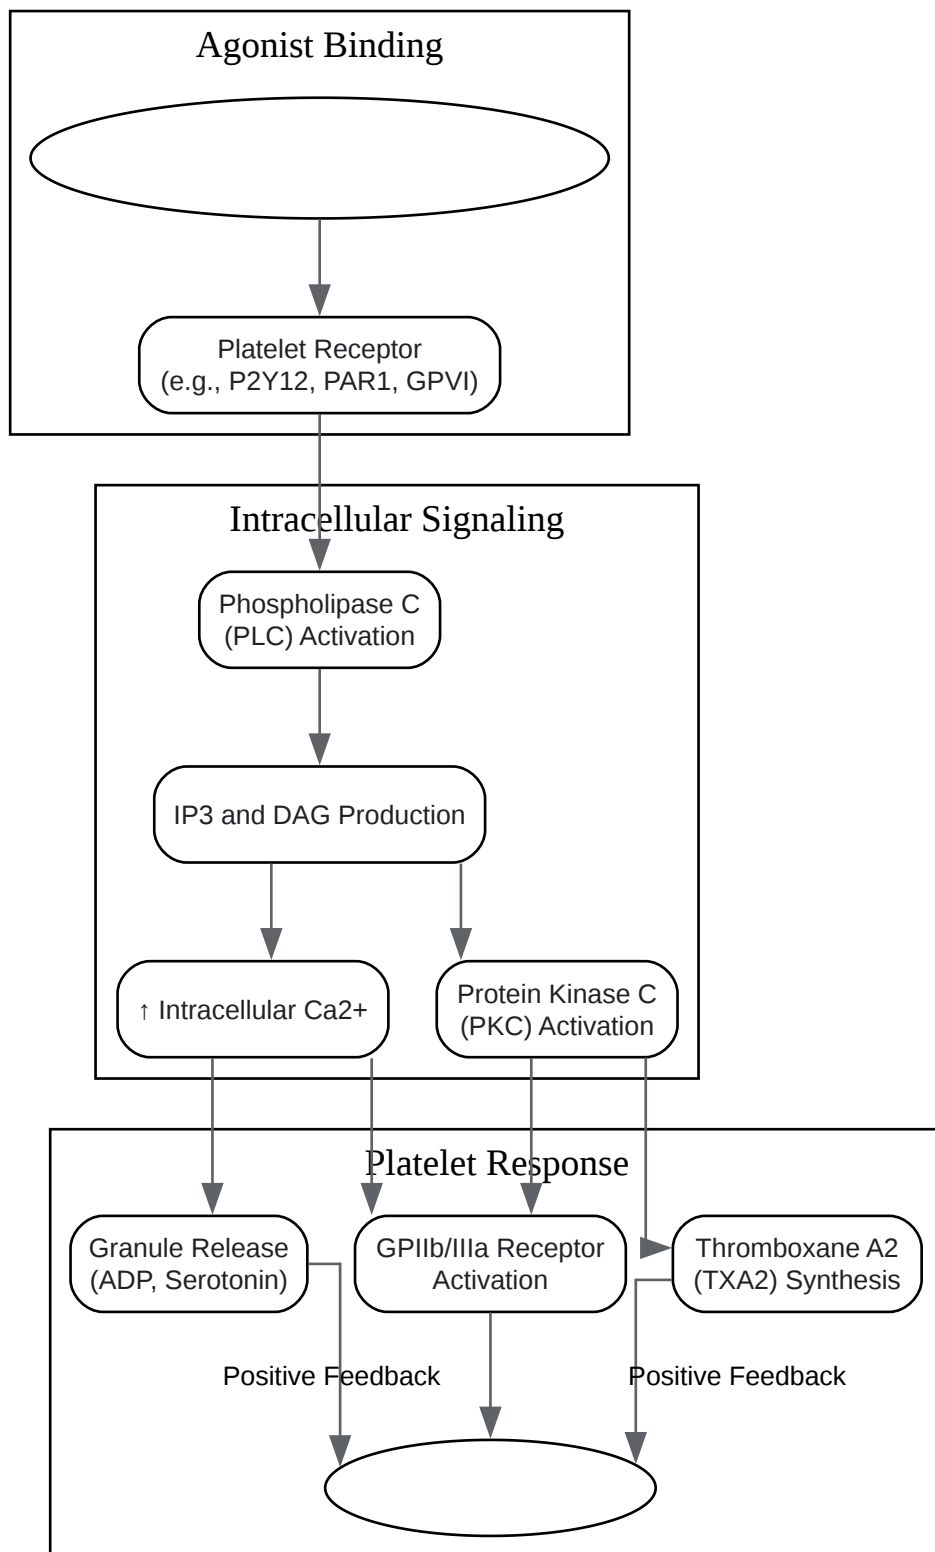 Agonist Binding
Platelet Receptor
(e.g., P2Y12, PAR1, GPVI)
Intracellular Signaling
Phospholipase C
(PLC) Activation
IP3 and DAG Production
↑ Intracellular Ca2+
Protein Kinase C
(PKC) Activation
Platelet Response
Granule Release
(ADP, Serotonin)
GPIIb/IIIa Receptor
Activation
Thromboxane A2
(TXA2) Synthesis
Positive Feedback
Positive Feedback